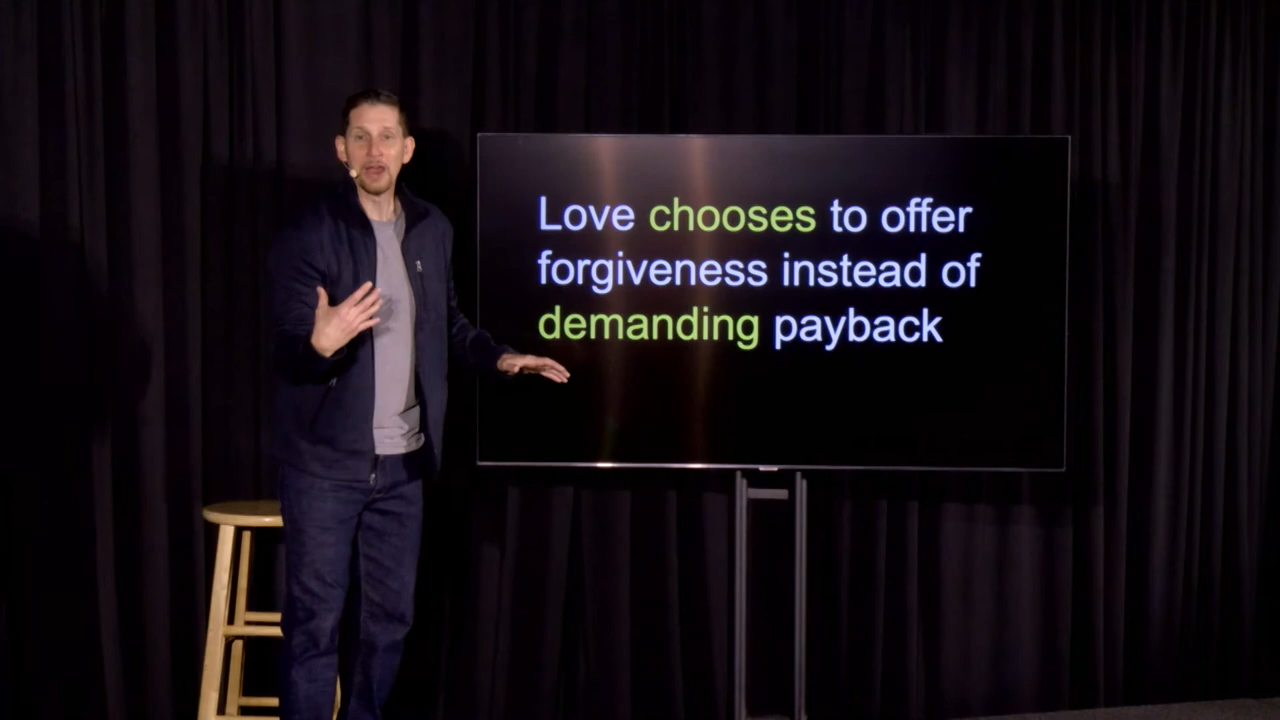 Love chooses to offer
forgiveness instead of
demanding payback